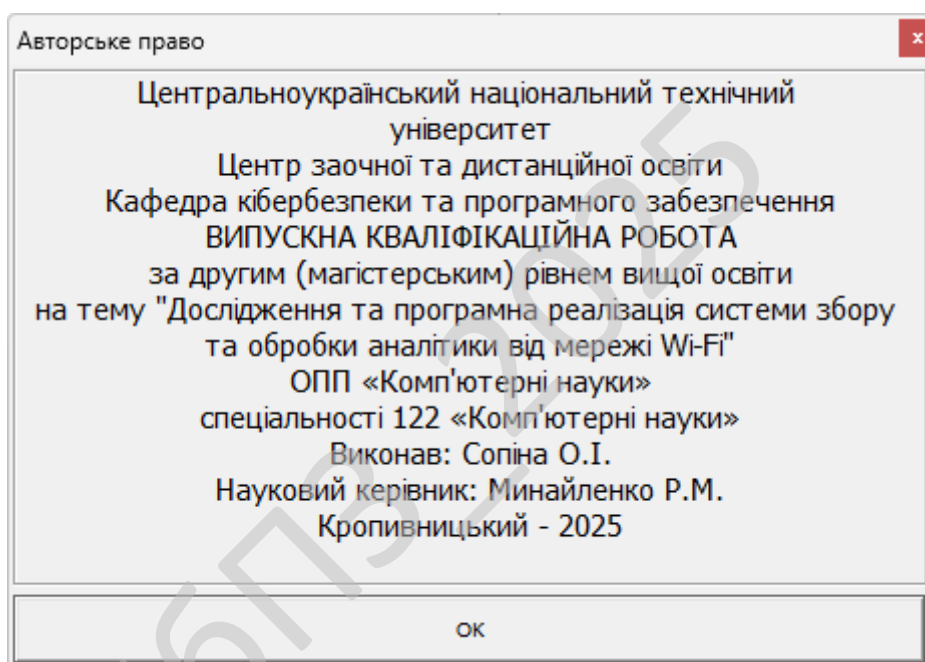 Авторське право
x
Центральноукраїнський національний технічний
університет
Центр заочної та дистанційної освіти
Кафедра кібербезпеки та програмного забезпечення
ВИПУСКНА КВАЛІФІКАЦІЙНА РОБОТА
за другим (магістерським) рівнем вищої освіти
на тему "Дослідження та програмна реалізація системи збору
та обробки аналітики від мережі Wi-Fi"
ОПП «Комп'ютерні науки»
спеціальності 122 «Комп'ютерні науки»
Виконав: Сопіна О.І.
Науковий керівник: Минайленко Р.М.
Кропивницький - 2025
ОК